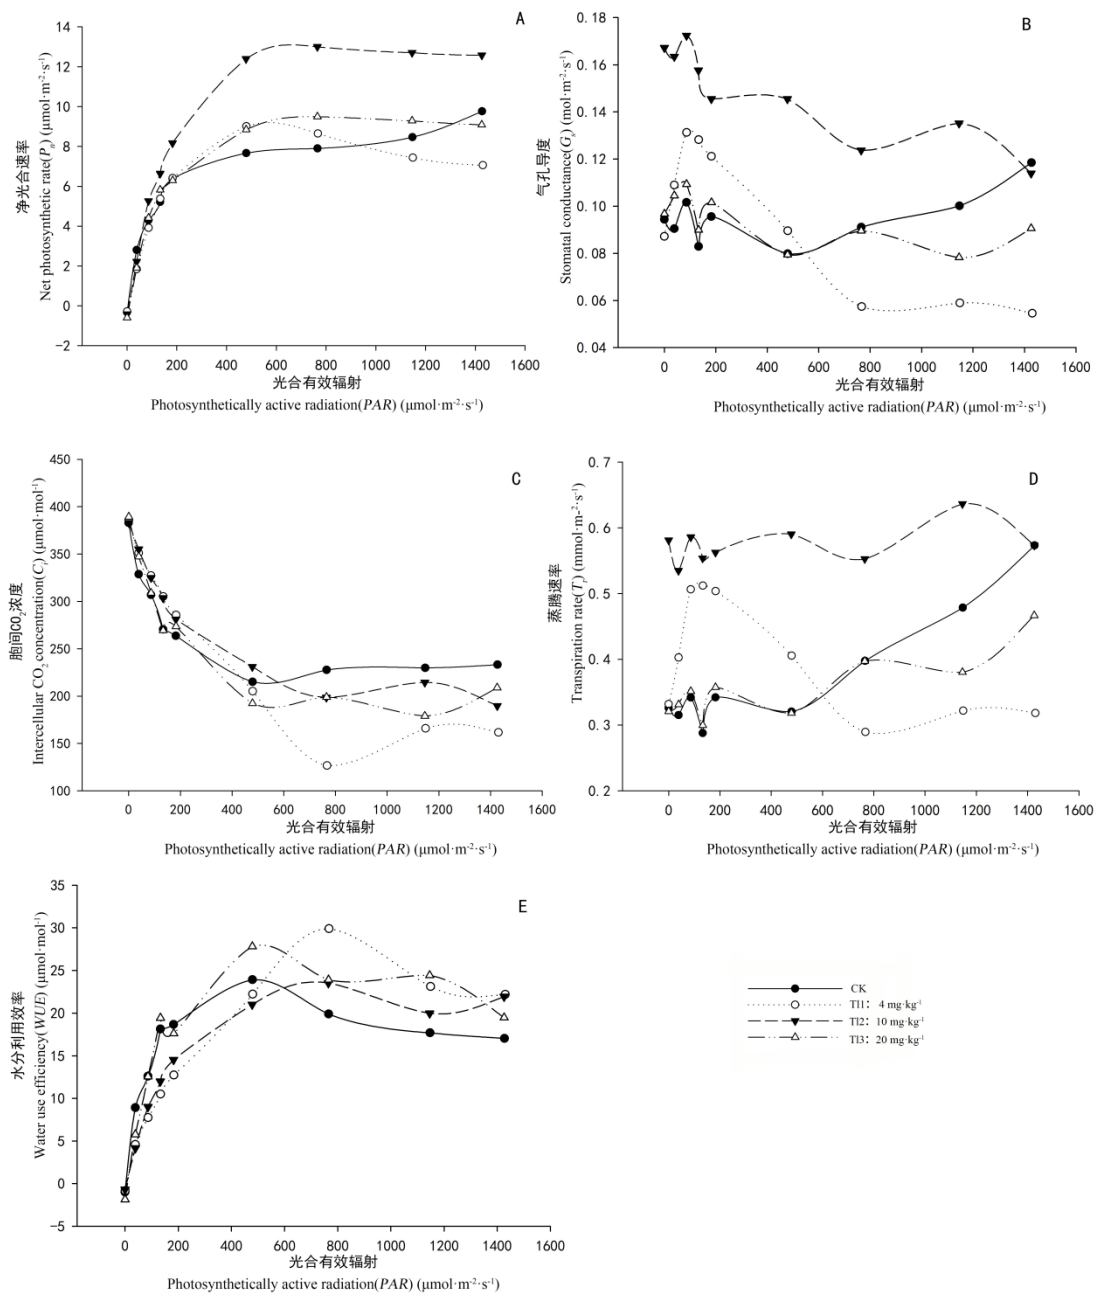 A
14
12
10
8
6
4
2
0
-2
净光合速率
Net photosynthetic rate(Pn) (μmol·m-2·s-1)
0 200 400 600 800 1000 1200 1400 1600
光合有效辐射
Photosynthetically active radiation(PAR) (μmol·m-2·s-1)
B
0.18
0.16
0.14
0.12
0.10
0.08
0.06
0.04
气孔导度
Stomatal conductance(Gs) (mol·m-2·s-1)
0 200 400 600 800 1000 1200 1400 1600
光合有效辐射
Photosynthetically active radiation(PAR) (μmol·m-2·s-1)
C
450
400
350
300
250
200
150
100
胞间CO2浓度
Intercellular CO2 concentration(Ci) (μmol·mol-1)
0 200 400 600 800 1000 1200 1400 1600
光合有效辐射
Photosynthetically active radiation(PAR) (μmol·m-2·s-1)
D
0.7
0.6
0.5
0.4
0.3
0.2
蒸腾速率
Transpiration rate(Tr) (mmol·m-2·s-1)
0 200 400 600 800 1000 1200 1400 1600
光合有效辐射
Photosynthetically active radiation(PAR) (μmol·m-2·s-1)
E
35
30
25
20
15
10
5
0
-5
水分利用效率
Water use efficiency(WUE) (μmol·mol-1)
0 200 400 600 800 1000 1200 1400 1600
光合有效辐射
Photosynthetically active radiation(PAR) (μmol·m-2·s-1)
CK
Tl1: 4 mg·kg-1
Tl2: 10 mg·kg-1
Tl3: 20 mg·kg-1